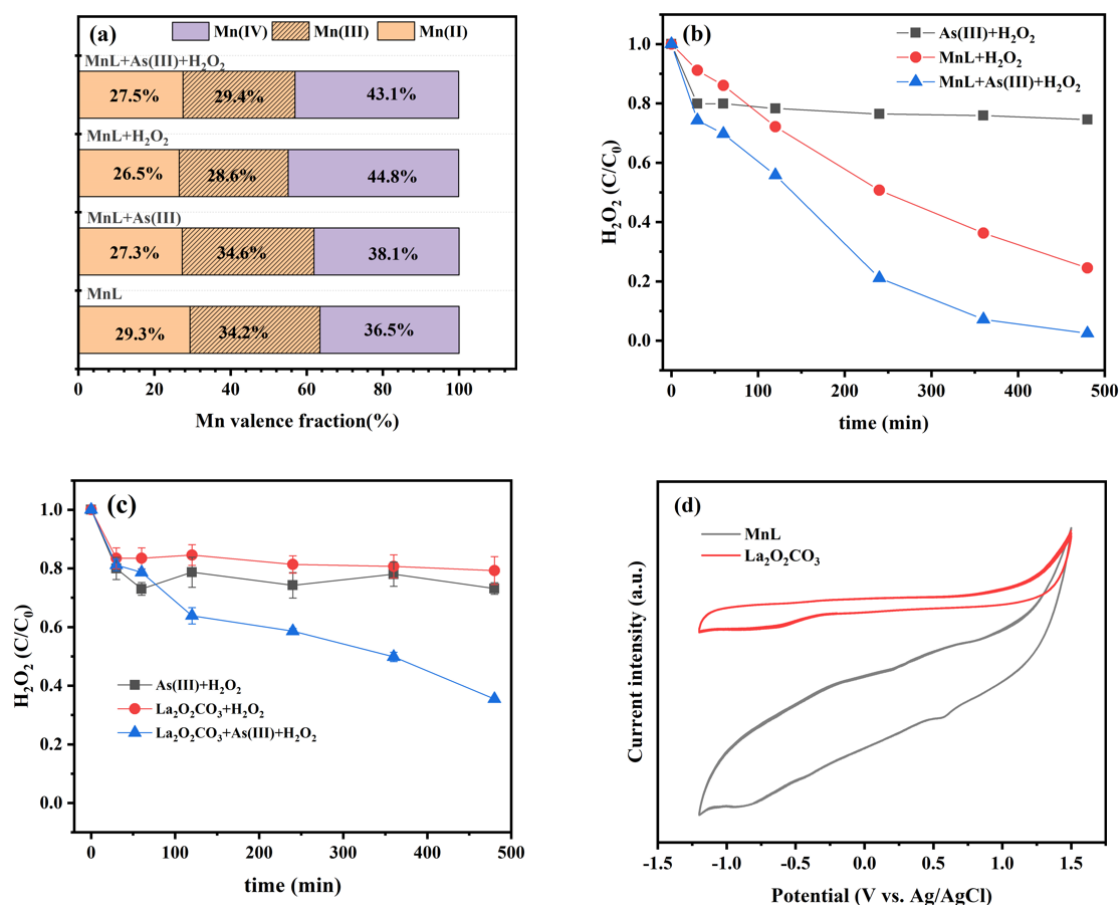 (a)
Mn(IV) Mn(III) Mn(II)
MnL+As(III)+H₂O₂
27.5% 29.4% 43.1%
MnL+H₂O₂
26.5% 28.6% 44.8%
MnL+As(III)
27.3% 34.6% 38.1%
MnL
29.3% 34.2% 36.5%
0 20 40 60 80 100
Mn valence fraction(%)
(b)
As(III)+H₂O₂
MnL+H₂O₂
MnL+As(III)+H₂O₂
H₂O₂ (C/C₀)
1.0
0.8
0.6
0.4
0.2
0.0
0 100 200 300 400 500
time (min)
(c)
H₂O₂ (C/C₀)
1.0
0.8
0.6
0.4
0.2
0.0
As(III)+H₂O₂
La₂O₂CO₃+H₂O₂
La₂O₂CO₃+As(III)+H₂O₂
0 100 200 300 400 500
time (min)
(d)
MnL
La₂O₂CO₃
Current intensity (a.u.)
-1.5 -1.0 -0.5 0.0 0.5 1.0 1.5
Potential (V vs. Ag/AgCl)